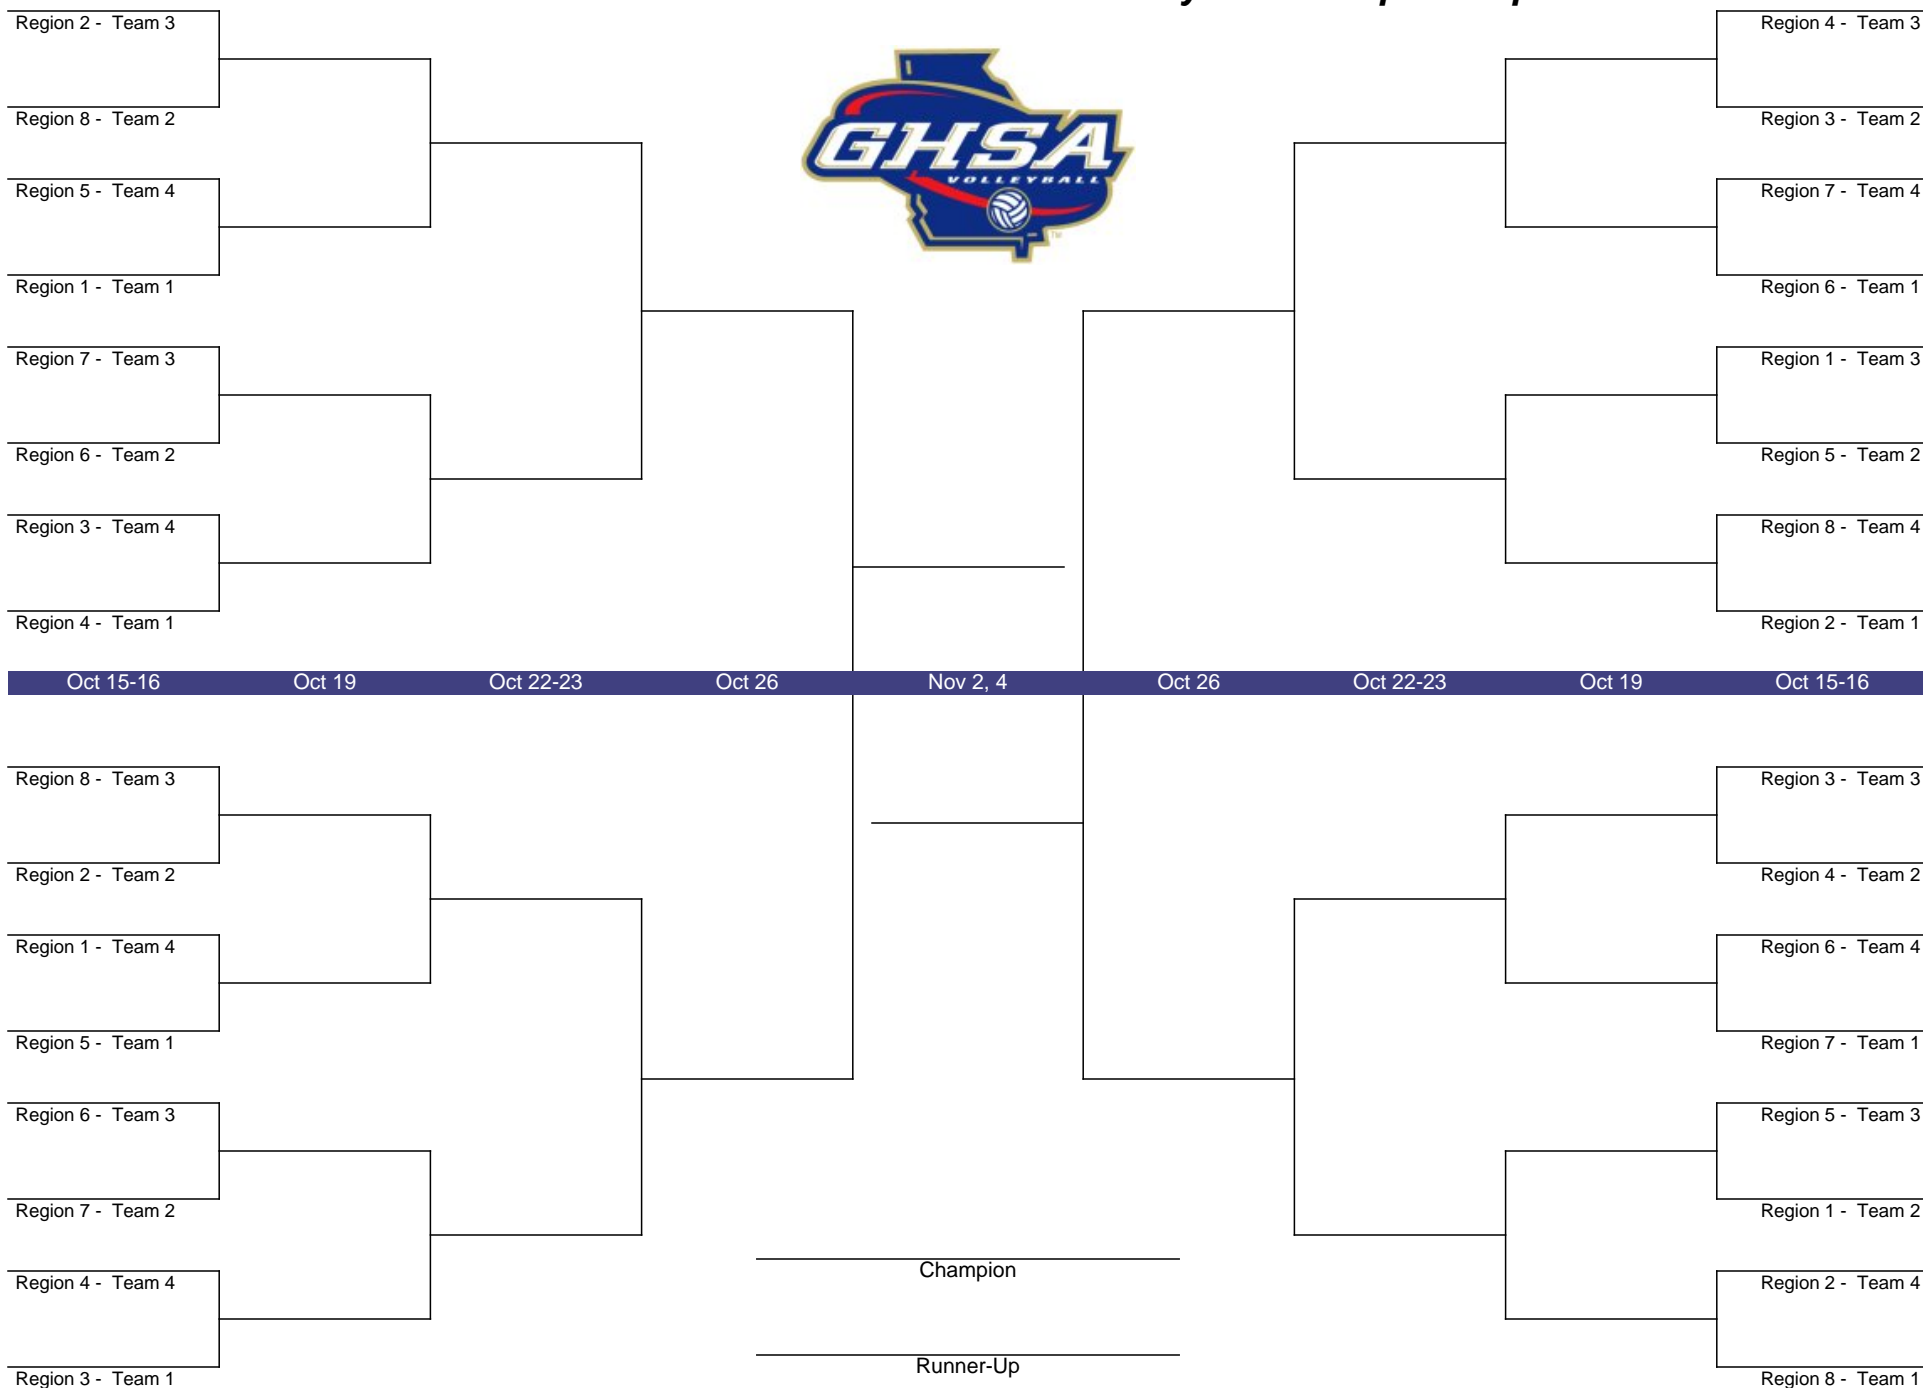 Region 2 - Team 3
Region 8 - Team 2
Region 5 - Team 4
Region 1 - Team 1
Region 7 - Team 3
Region 6 - Team 2
Region 3 - Team 4
Region 4 - Team 1
GHSA
VOLLEYBALL
TM
Region 4 - Team 3
Region 3 - Team 2
Region 7 - Team 4
Region 6 - Team 1
Region 1 - Team 3
Region 5 - Team 2
Region 8 - Team 4
Region 2 - Team 1
Oct 15-16 Oct 19 Oct 22-23 Oct 26 Nov 2, 4 Oct 26 Oct 22-23 Oct 19 Oct 15-16
Region 8 - Team 3
Region 2 - Team 2
Region 1 - Team 4
Region 5 - Team 1
Region 6 - Team 3
Region 7 - Team 2
Region 4 - Team 4
Region 3 - Team 1
Champion
Runner-Up
Region 3 - Team 3
Region 4 - Team 2
Region 6 - Team 4
Region 7 - Team 1
Region 5 - Team 3
Region 1 - Team 2
Region 2 - Team 4
Region 8 - Team 1